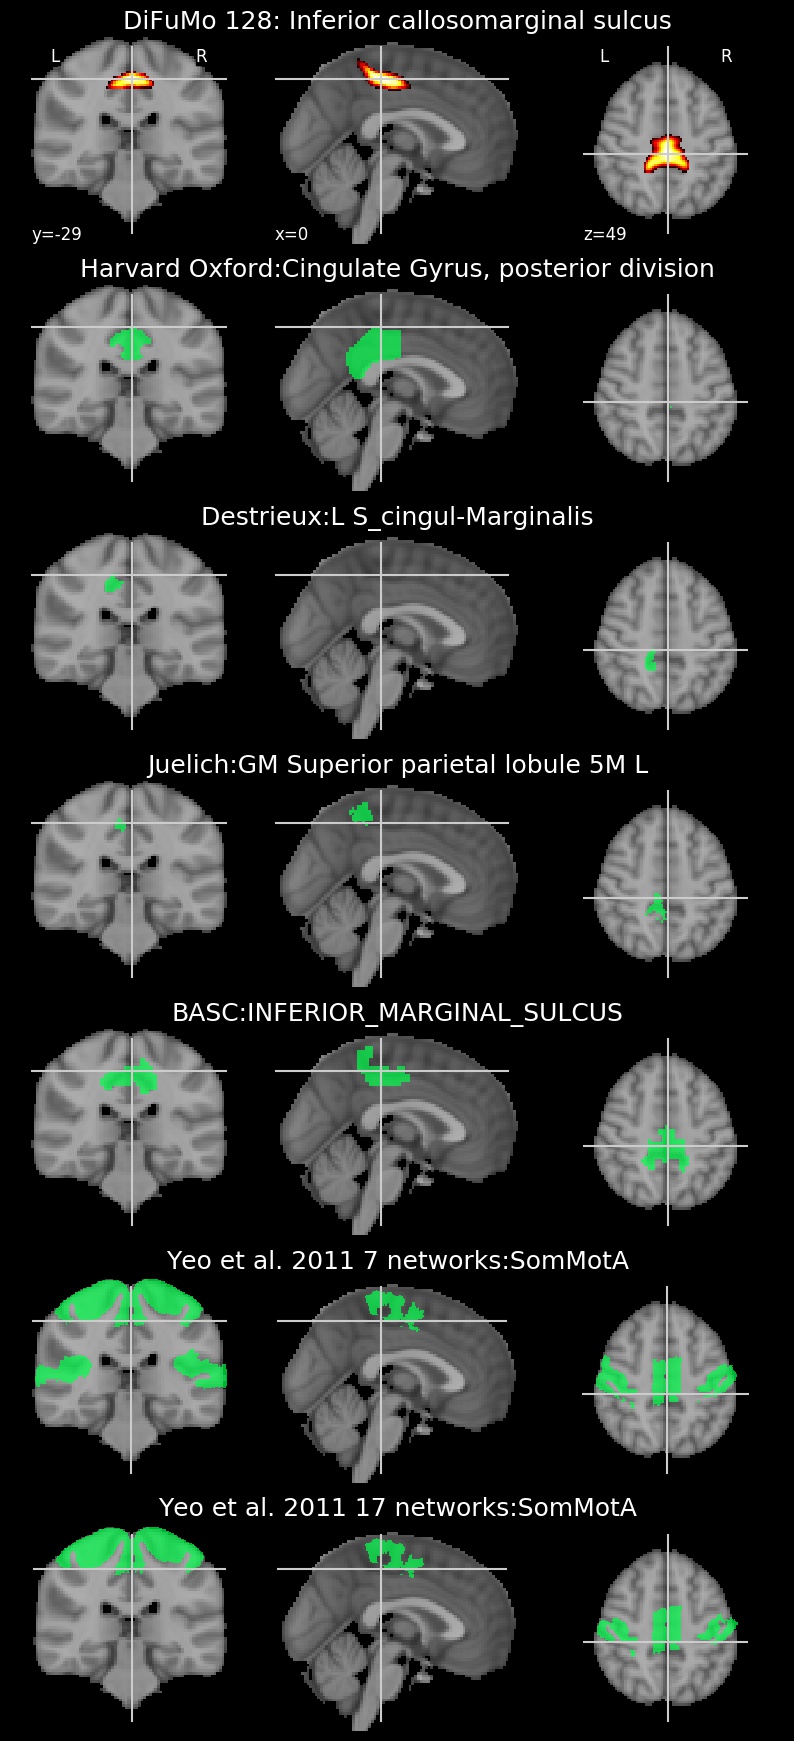 DiFuMo 128: Inferior callosomarginal sulcus
L R L R
y=-29 x=0 z=49
Harvard Oxford:Cingulate Gyrus, posterior division
Destrieux:L S_cingul-Marginalis
Juelich:GM Superior parietal lobule 5M L
BASC:INFERIOR_MARGINAL_SULCUS
Yeo et al. 2011 7 networks:SomMotA
Yeo et al. 2011 17 networks:SomMotA